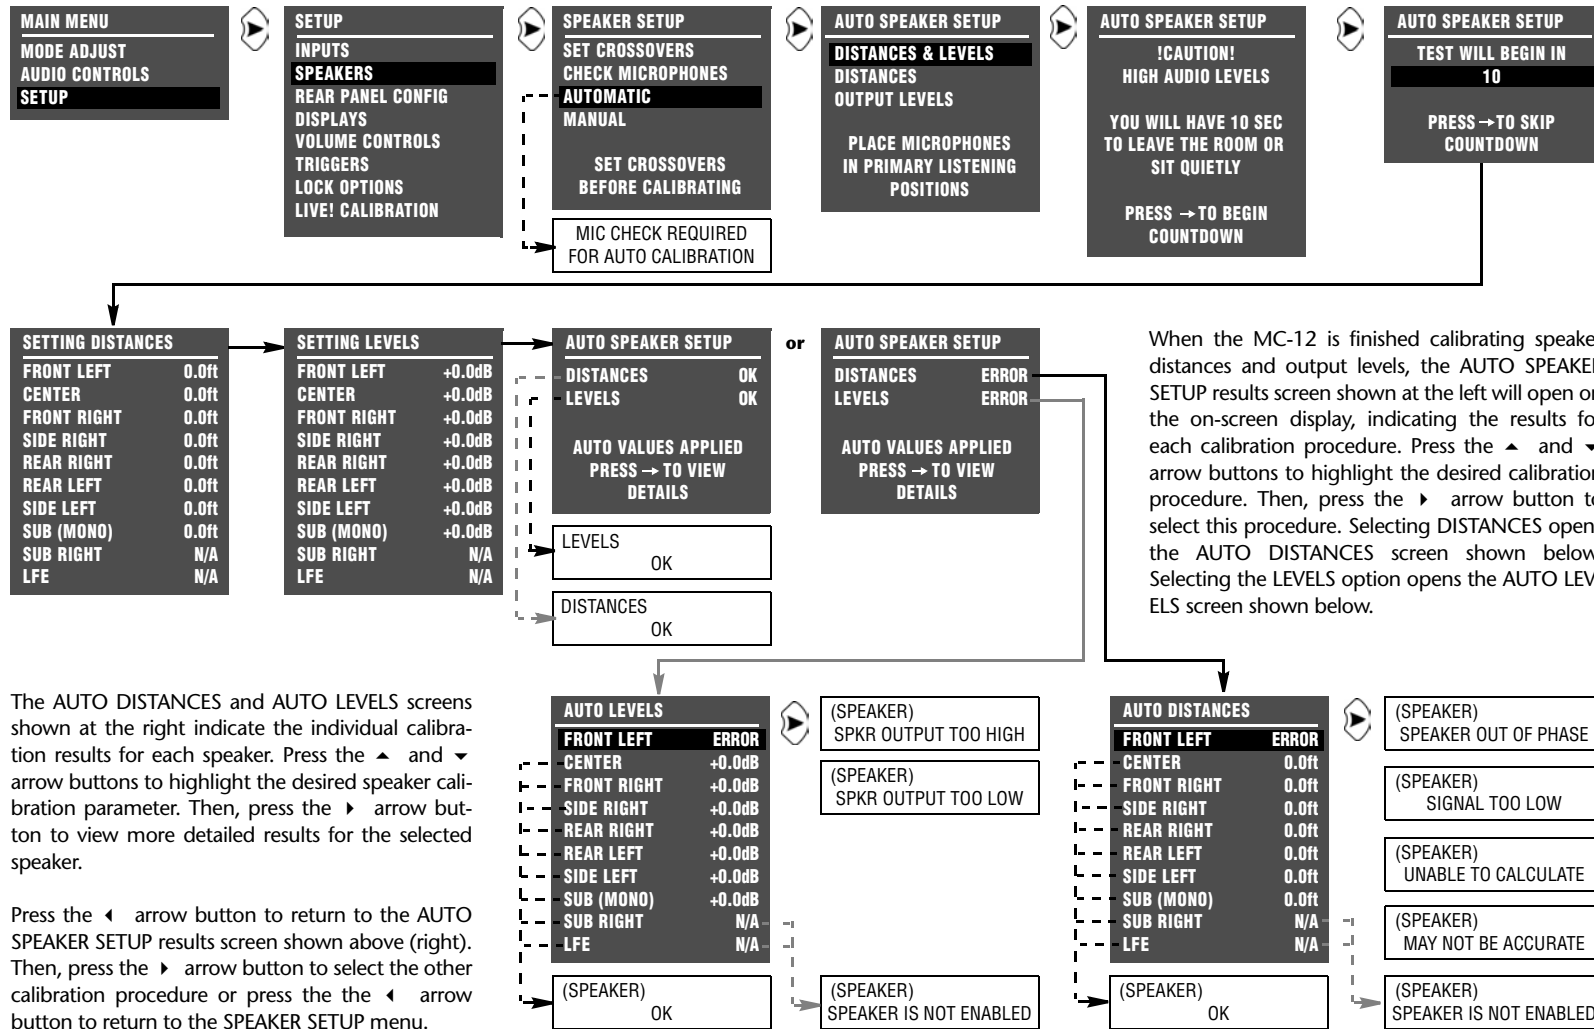 MAIN MENU
MODE ADJUST
AUDIO CONTROLS
SETUP
SETUP
INPUTS
SPEAKERS
REAR PANEL CONFIG
DISPLAYS
VOLUME CONTROLS
TRIGGERS
LOCK OPTIONS
LIVE! CALIBRATION
SPEAKER SETUP
SET CROSSOVERS
CHECK MICROPHONES
AUTOMATIC
MANUAL
SET CROSSOVERS
BEFORE CALIBRATING
MIC CHECK REQUIRED
FOR AUTO CALIBRATION
AUTO SPEAKER SETUP
DISTANCES & LEVELS
DISTANCES
OUTPUT LEVELS
PLACE MICROPHONES
IN PRIMARY LISTENING
POSITIONS
AUTO SPEAKER SETUP
!CAUTION!
HIGH AUDIO LEVELS
YOU WILL HAVE 10 SEC
TO LEAVE THE ROOM OR
SIT QUIETLY
PRESS → TO BEGIN
COUNTDOWN
AUTO SPEAKER SETUP
TEST WILL BEGIN IN
10
PRESS → TO SKIP
COUNTDOWN
SETTING DISTANCES
FRONT LEFT 0.0ft
CENTER 0.0ft
FRONT RIGHT 0.0ft
SIDE RIGHT 0.0ft
REAR RIGHT 0.0ft
REAR LEFT 0.0ft
SIDE LEFT 0.0ft
SUB (MONO) 0.0ft
SUB RIGHT N/A
LFE N/A
SETTING LEVELS
FRONT LEFT +0.0dB
CENTER +0.0dB
FRONT RIGHT +0.0dB
SIDE RIGHT +0.0dB
REAR RIGHT +0.0dB
REAR LEFT +0.0dB
SIDE LEFT +0.0dB
SUB (MONO) +0.0dB
SUB RIGHT N/A
LFE N/A
AUTO SPEAKER SETUP
DISTANCES OK
LEVELS OK
AUTO VALUES APPLIED
PRESS → TO VIEW
DETAILS
LEVELS
OK
DISTANCES
OK
or
AUTO SPEAKER SETUP
DISTANCES ERROR
LEVELS ERROR
AUTO VALUES APPLIED
PRESS → TO VIEW
DETAILS
When the MC-12 is finished calibrating speake
distances and output levels, the AUTO SPEAKE
SETUP results screen shown at the left will open o
the on-screen display, indicating the results fo
each calibration procedure. Press the ▲ and ▼
arrow buttons to highlight the desired calibration
procedure. Then, press the ▶ arrow button t
select this procedure. Selecting DISTANCES open
the AUTO DISTANCES screen shown below
Selecting the LEVELS option opens the AUTO LEV
ELS screen shown below.
The AUTO DISTANCES and AUTO LEVELS screens
shown at the right indicate the individual calibra-
tion results for each speaker. Press the ▲ and ▼
arrow buttons to highlight the desired speaker cali-
bration parameter. Then, press the ▶ arrow but-
ton to view more detailed results for the selected
speaker.
Press the ◀ arrow button to return to the AUTO
SPEAKER SETUP results screen shown above (right).
Then, press the ▶ arrow button to select the other
calibration procedure or press the the ◀ arrow
button to return to the SPEAKER SETUP menu.
AUTO LEVELS
FRONT LEFT ERROR
CENTER +0.0dB
FRONT RIGHT +0.0dB
SIDE RIGHT +0.0dB
REAR RIGHT +0.0dB
REAR LEFT +0.0dB
SIDE LEFT +0.0dB
SUB (MONO) +0.0dB
SUB RIGHT N/A
LFE N/A
(SPEAKER)
OK
(SPEAKER)
SPKR OUTPUT TOO HIGH
(SPEAKER)
SPKR OUTPUT TOO LOW
(SPEAKER)
SPEAKER IS NOT ENABLED
AUTO DISTANCES
FRONT LEFT ERROR
CENTER 0.0ft
FRONT RIGHT 0.0ft
SIDE RIGHT 0.0ft
REAR RIGHT 0.0ft
REAR LEFT 0.0ft
SIDE LEFT 0.0ft
SUB (MONO) 0.0ft
SUB RIGHT N/A
LFE N/A
(SPEAKER)
OK
(SPEAKER)
SPEAKER OUT OF PHASE
(SPEAKER)
SIGNAL TOO LOW
(SPEAKER)
UNABLE TO CALCULATE
(SPEAKER)
MAY NOT BE ACCURATE
(SPEAKER)
SPEAKER IS NOT ENABLED